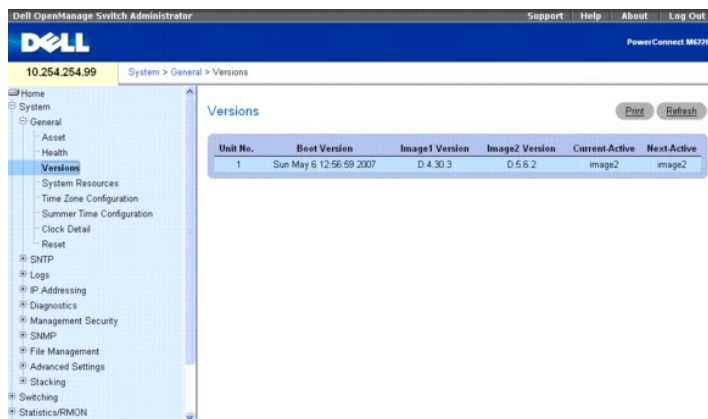 Dell OpenManage Switch Administrator
Support Help About Log Out
DELL
PowerConnect M6220
10.254.254.99
System > General > Versions
Home
System
General
Asset
Health
Versions
System Resources
Time Zone Configuration
Summer Time Configuration
Clock Detail
Reset
SNTP
Logs
IP Addressing
Diagnostics
Management Security
SNMP
File Management
Advanced Settings
Stacking
Switching
Statistics/RMON
Versions
Print Refresh
Unit No. Boot Version Image1 Version Image2 Version Current-Active Next-Active
1 Sun May 6 12:56:59 2007 D.4.30.3 D.5.6.2 image2 image2